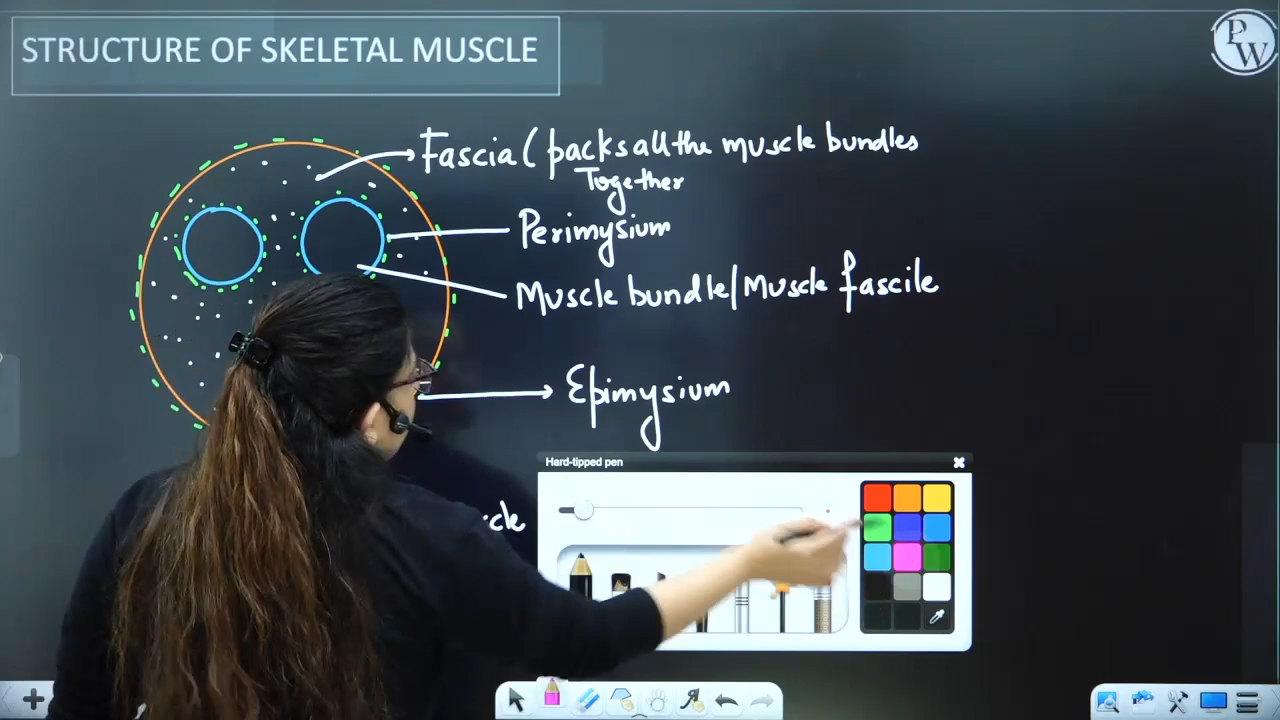 STRUCTURE OF SKELETAL MUSCLE
PW
Fascia ( packs all the muscle bundles
Together
Perimysium
Muscle bundle/Muscle fascile
Epimysium
Hard-tipped pen